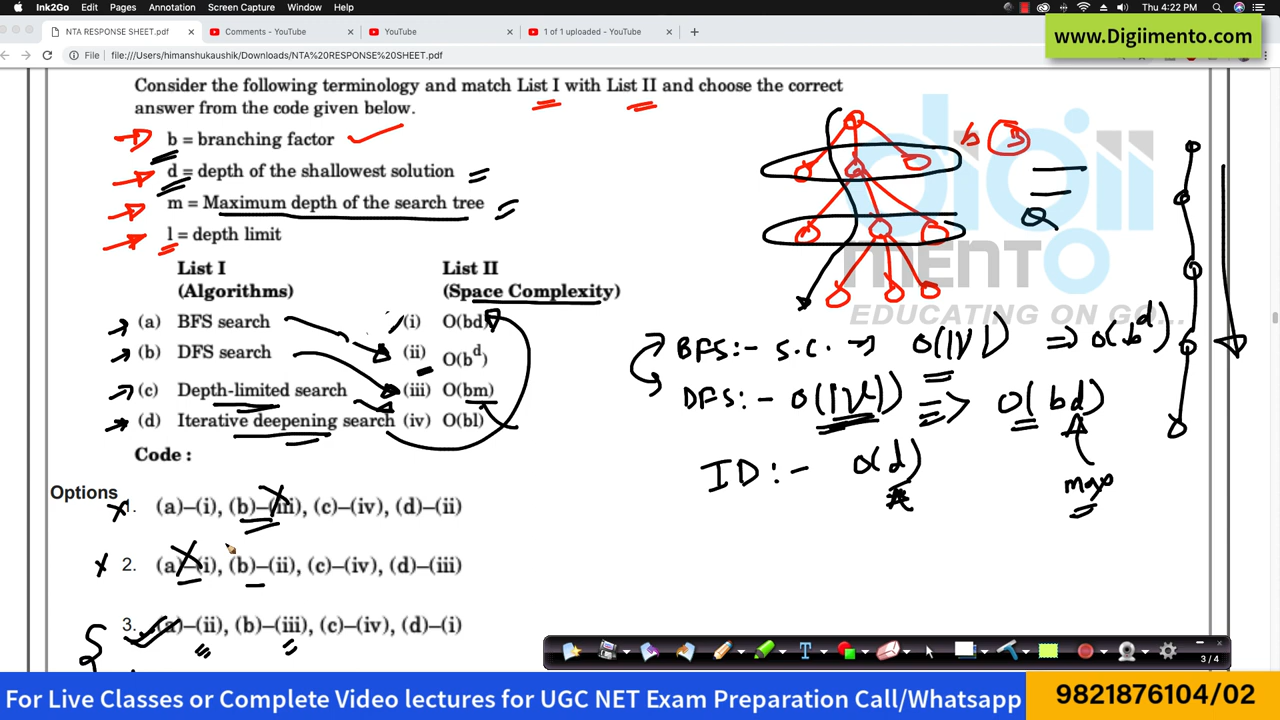 Ink2Go Edit Pages Annotation Screen Capture Window Help Thu 4:22 PM
NTA RESPONSE SHEET.pdf Comments - YouTube YouTube 1 of 1 uploaded - YouTube
www.Digiimento.com
File file:///Users/himanshukaushik/Downloads/NTA%20RESPONSE%20SHEET.pdf
Consider the following terminology and match List I with List II and choose the correct
answer from the code given below.
b = branching factor
d = depth of the shallowest solution
m = Maximum depth of the search tree
l = depth limit
b 3
digii
MENTO
EDUCATING ON GO...
List I List II
(Algorithms) (Space Complexity)
(a) BFS search (i) O(bd)
(b) DFS search (ii) O(b^d)
(c) Depth-limited search (iii) O(bm)
(d) Iterative deepening search (iv) O(bl)
Code :
BFS:- S.C. → O(|V|) => O(b^d)
DFS:- O(|V|) => O(bd)
max
ID:- O(d)
Options
1. (a)–(i), (b)–(iii), (c)–(iv), (d)–(ii)
2. (a)–(i), (b)–(ii), (c)–(iv), (d)–(iii)
3. (a)–(ii), (b)–(iii), (c)–(iv), (d)–(i)
3 / 4
For Live Classes or Complete Video lectures for UGC NET Exam Preparation Call/Whatsapp 9821876104/02